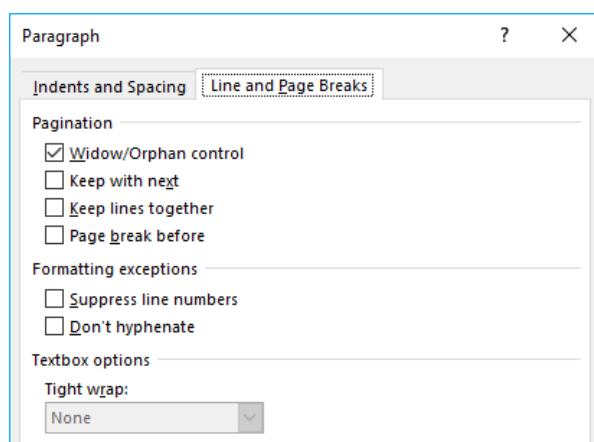 Paragraph ?
Indents and Spacing Line and Page Breaks
Pagination
Widow/Orphan control
Keep with next
Keep lines together
Page break before
Formatting exceptions
Suppress line numbers
Don't hyphenate
Textbox options
Tight wrap:
None